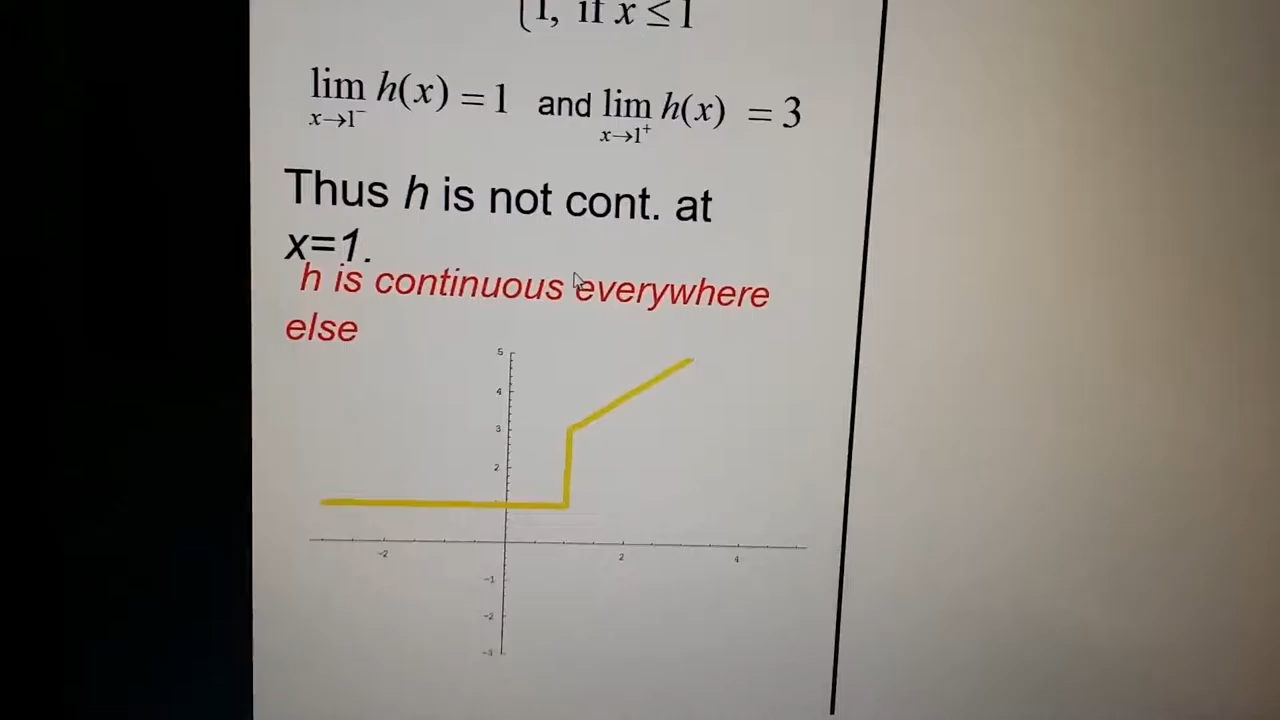 1, if x ≤ 1
lim h(x) = 1 and lim h(x) = 3
x→1⁻ x→1⁺
Thus h is not cont. at
x=1.
h is continuous everywhere
else
5
4
3
2
-2 2 4
-1
-2
-3